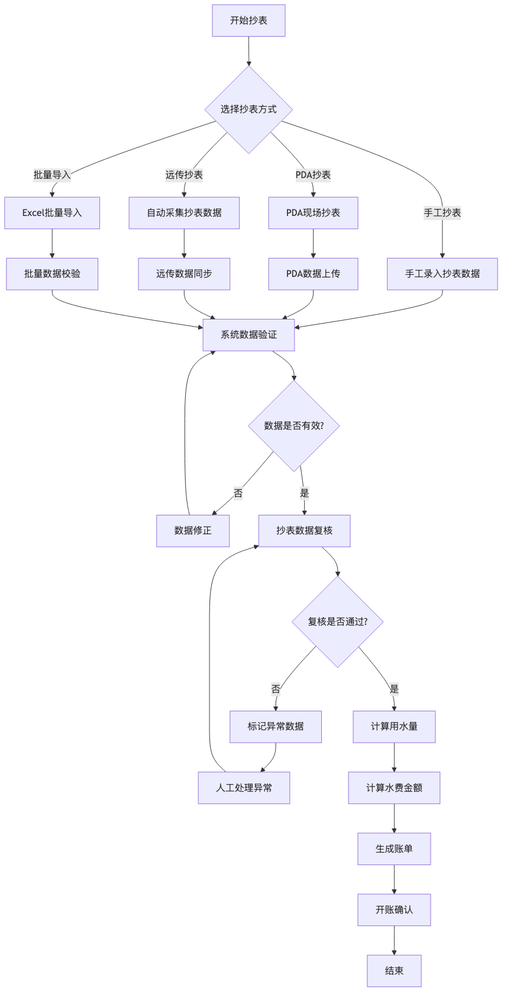 开始抄表
选择抄表方式
批量导入
远传抄表
PDA抄表
手工抄表
Excel批量导入
自动采集抄表数据
PDA现场抄表
批量数据校验
远传数据同步
PDA数据上传
手工录入抄表数据
系统数据验证
数据是否有效?
否
是
数据修正
抄表数据复核
复核是否通过?
否
是
标记异常数据
计算用水量
人工处理异常
计算水费金额
生成账单
开账确认
结束